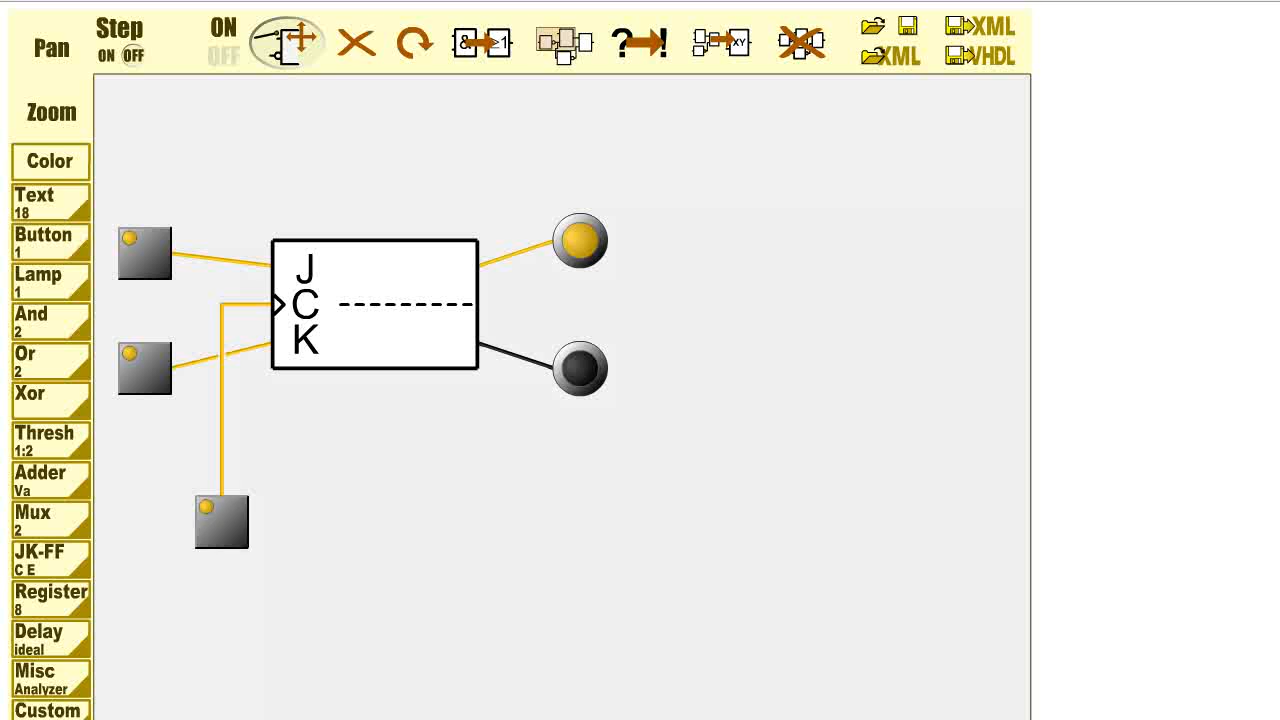 Pan
Step
ON OFF
ON
OFF
& ≥1
? !
XY
XML
XML
VHDL
Zoom
Color
Text
18
Button
1
Lamp
1
And
2
Or
2
Xor
Thresh
1:2
Adder
Va
Mux
2
JK-FF
C E
Register
8
Delay
ideal
Misc
Analyzer
Custom
J
C
K